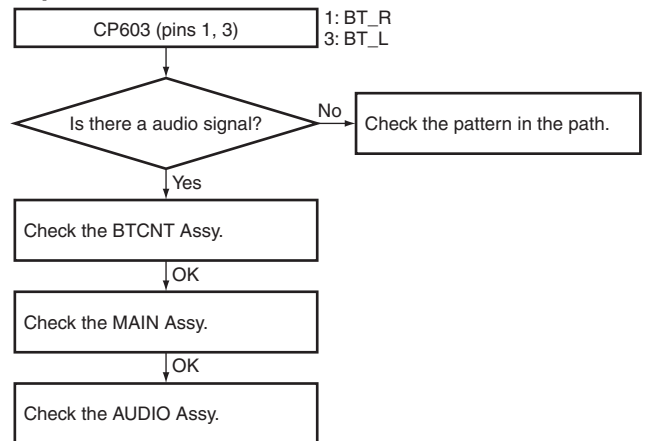 CP603 (pins 1, 3)
1: BT_R
3: BT_L
Is there a audio signal?
No
Check the pattern in the path.
Yes
Check the BTCNT Assy.
OK
Check the MAIN Assy.
OK
Check the AUDIO Assy.